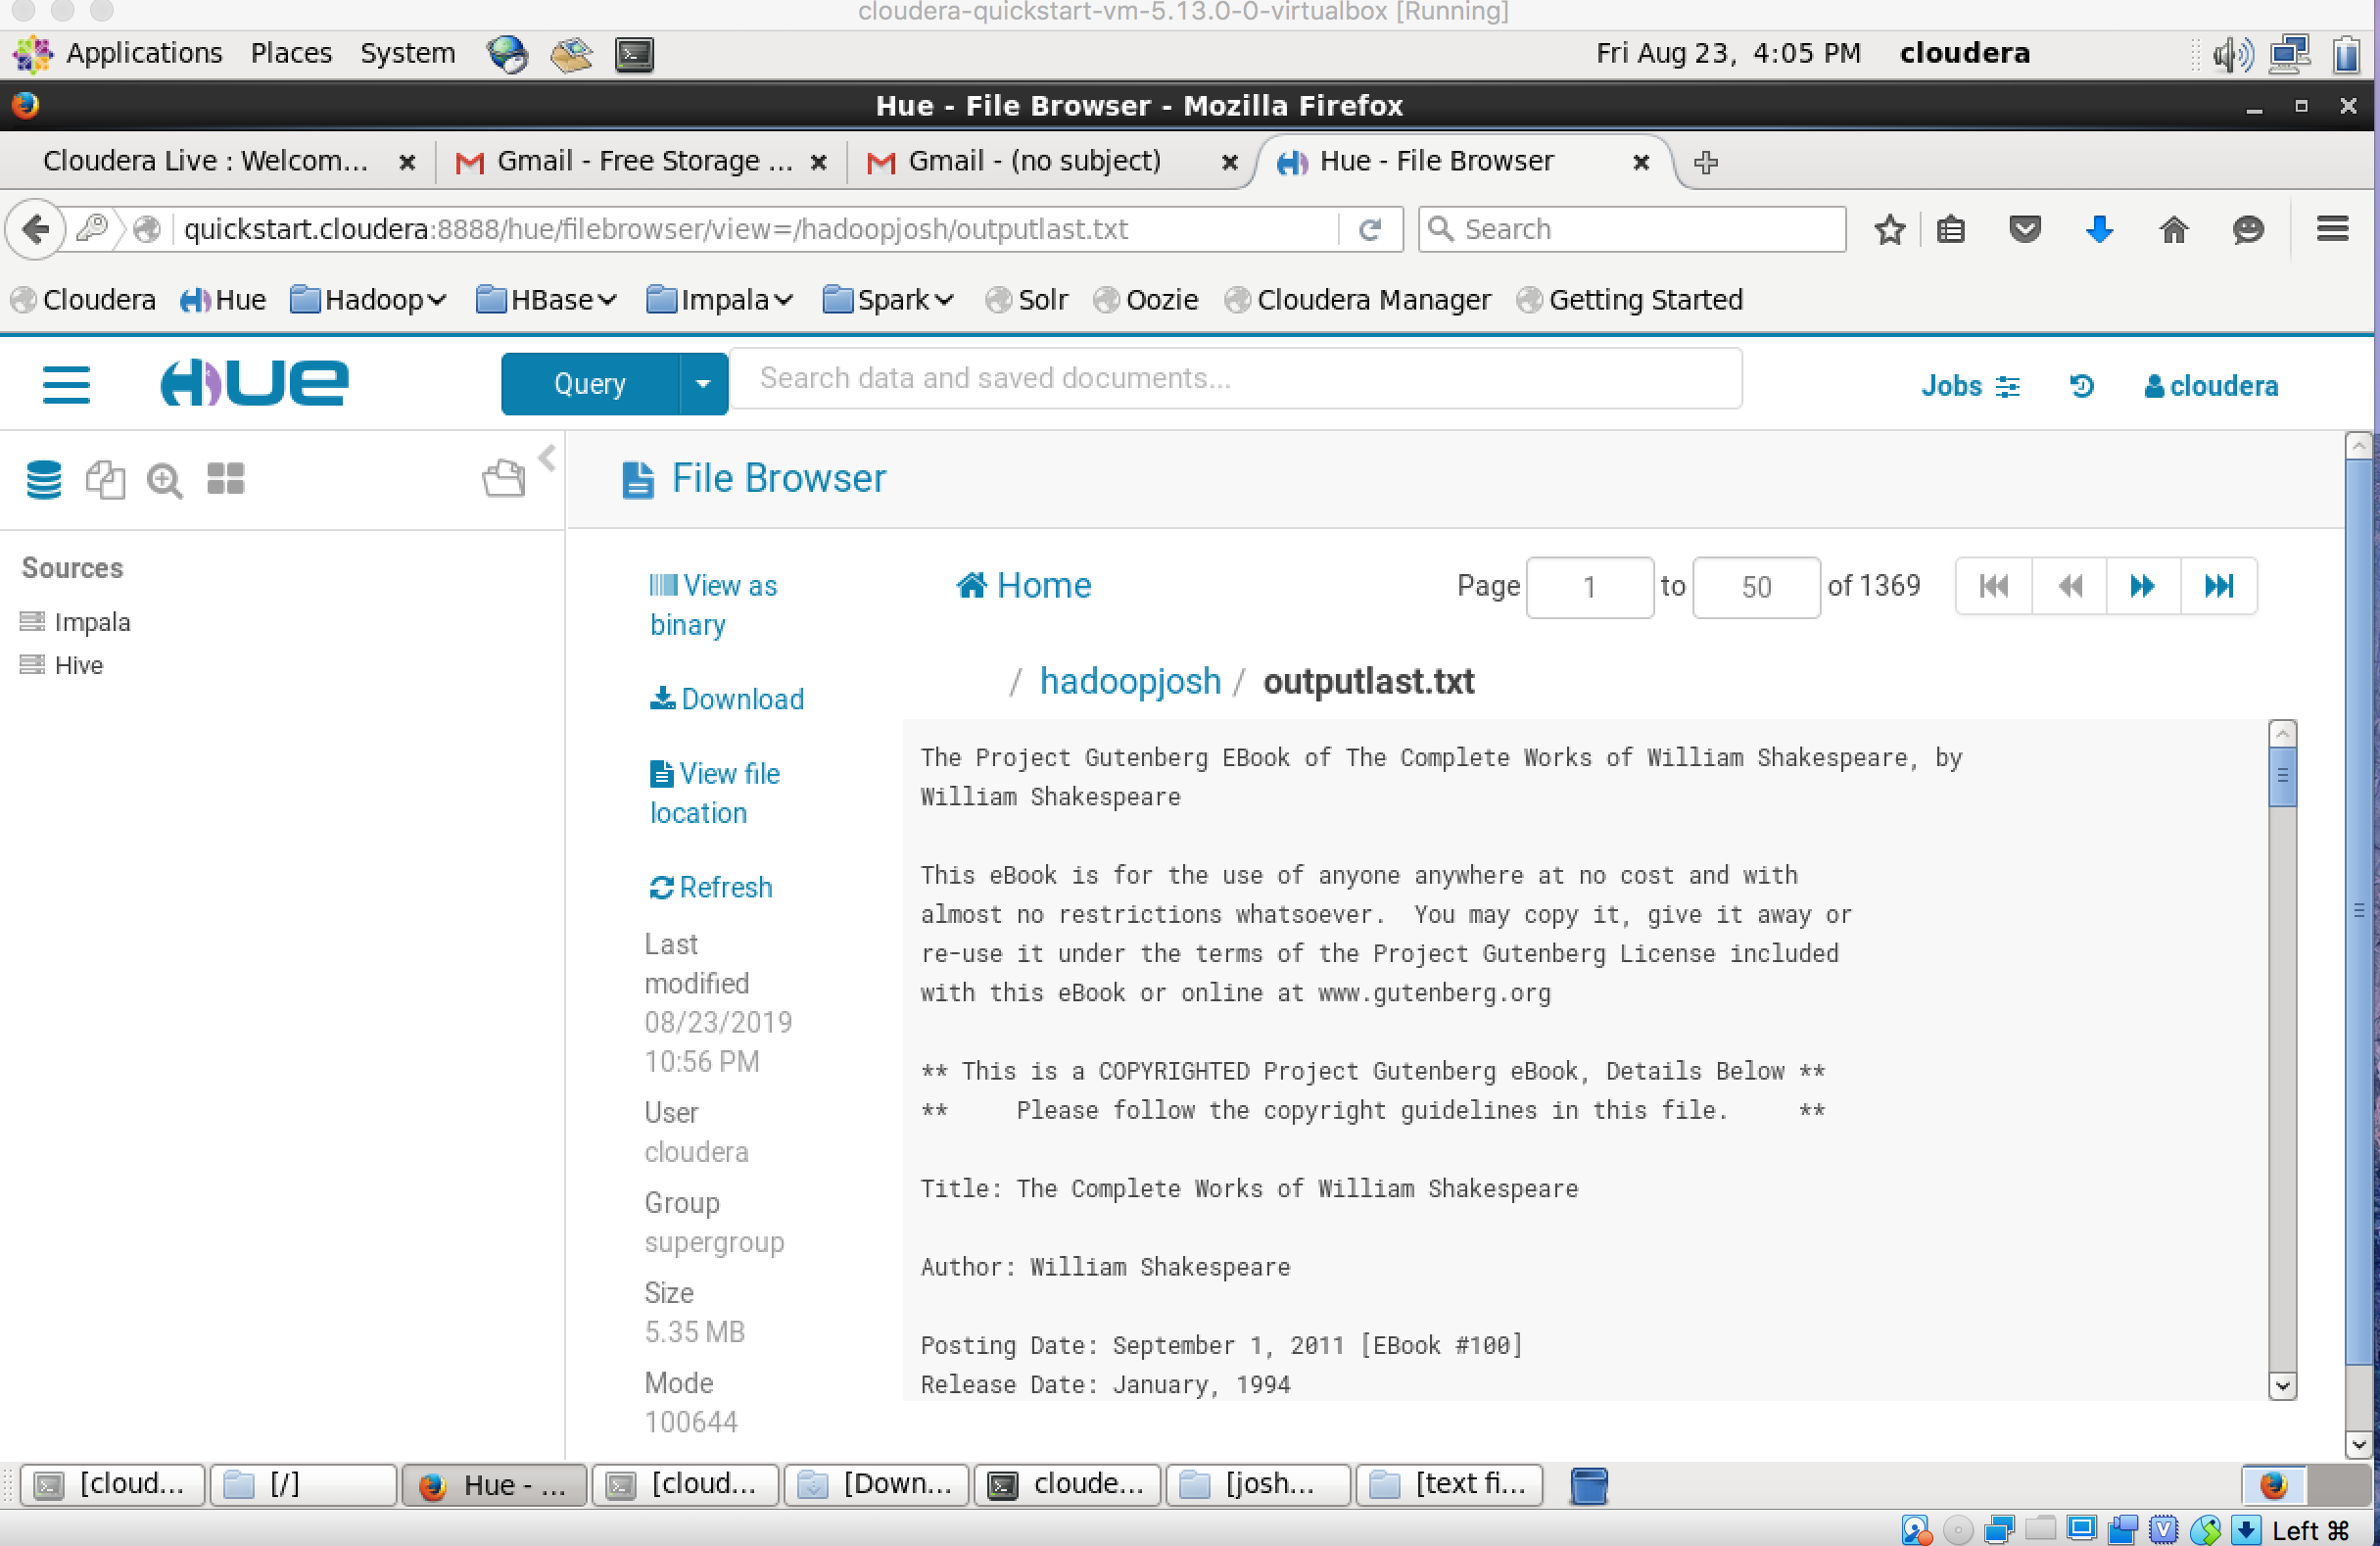 cloudera-quickstart-vm-5.13.0-0-virtualbox [Running]
Applications Places System Fri Aug 23, 4:05 PM cloudera
Hue - File Browser - Mozilla Firefox
Cloudera Live : Welcom... Gmail - Free Storage ... Gmail - (no subject) Hue - File Browser
quickstart.cloudera:8888/hue/filebrowser/view=/hadoopjosh/outputlast.txt Search
Cloudera Hue Hadoop HBase Impala Spark Solr Oozie Cloudera Manager Getting Started
HUE Query Search data and saved documents... Jobs cloudera
File Browser
Sources
Impala
Hive
View as
binary
Download
View file
location
Refresh
Last
modified
08/23/2019
10:56 PM
User
cloudera
Group
supergroup
Size
5.35 MB
Mode
100644
Home Page 1 to 50 of 1369
/ hadoopjosh / outputlast.txt
The Project Gutenberg EBook of The Complete Works of William Shakespeare, by
William Shakespeare
This eBook is for the use of anyone anywhere at no cost and with
almost no restrictions whatsoever.  You may copy it, give it away or
re-use it under the terms of the Project Gutenberg License included
with this eBook or online at www.gutenberg.org
** This is a COPYRIGHTED Project Gutenberg eBook, Details Below **
**     Please follow the copyright guidelines in this file.     **
Title: The Complete Works of William Shakespeare
Author: William Shakespeare
Posting Date: September 1, 2011 [EBook #100]
Release Date: January, 1994
[cloud... [/] Hue - ... [cloud... [Down... cloude... [josh... [text fi...
Left ⌘